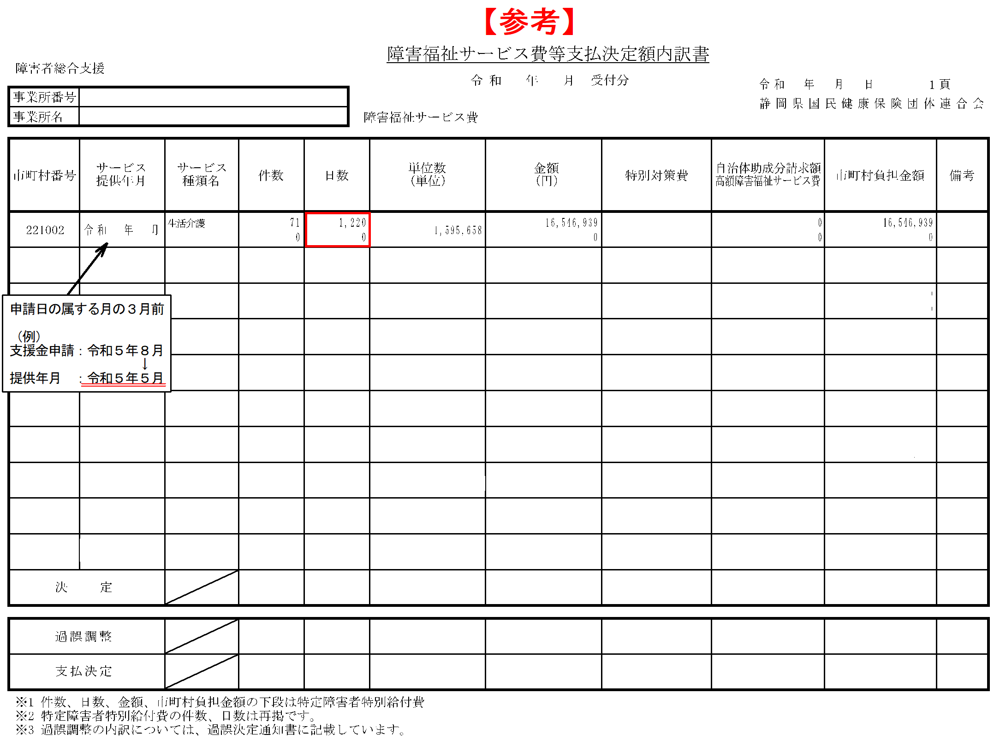 【参考】
障害福祉サービス費等支払決定額内訳書
障害者総合支援
令和　年　月　受付分
令和　年　月　日　1頁
静岡県国民健康保険団体連合会
事業所番号
事業所名
障害福祉サービス費
市町村番号　サービス提供年月　サービス種類名　件数　日数　単位数（単位）　金額（円）　特別対策費　自治体助成分請求額 高額障害福祉サービス費　市町村負担金額　備考
221002　令和　年　月　生活介護　71　1,220　1,595,658　16,546,939　0　16,546,939
0　0　0　0　0
申請日の属する月の３月前
（例）
支援金申請：令和５年８月
↓
提供年月　：令和５年５月
決　定
過誤調整
支払決定
※1 件数、日数、金額、市町村負担金額の下段は特定障害者特別給付費
※2 特定障害者特別給付費の件数、日数は再掲です。
※3 過誤調整の内訳については、過誤決定通知書に記載しています。